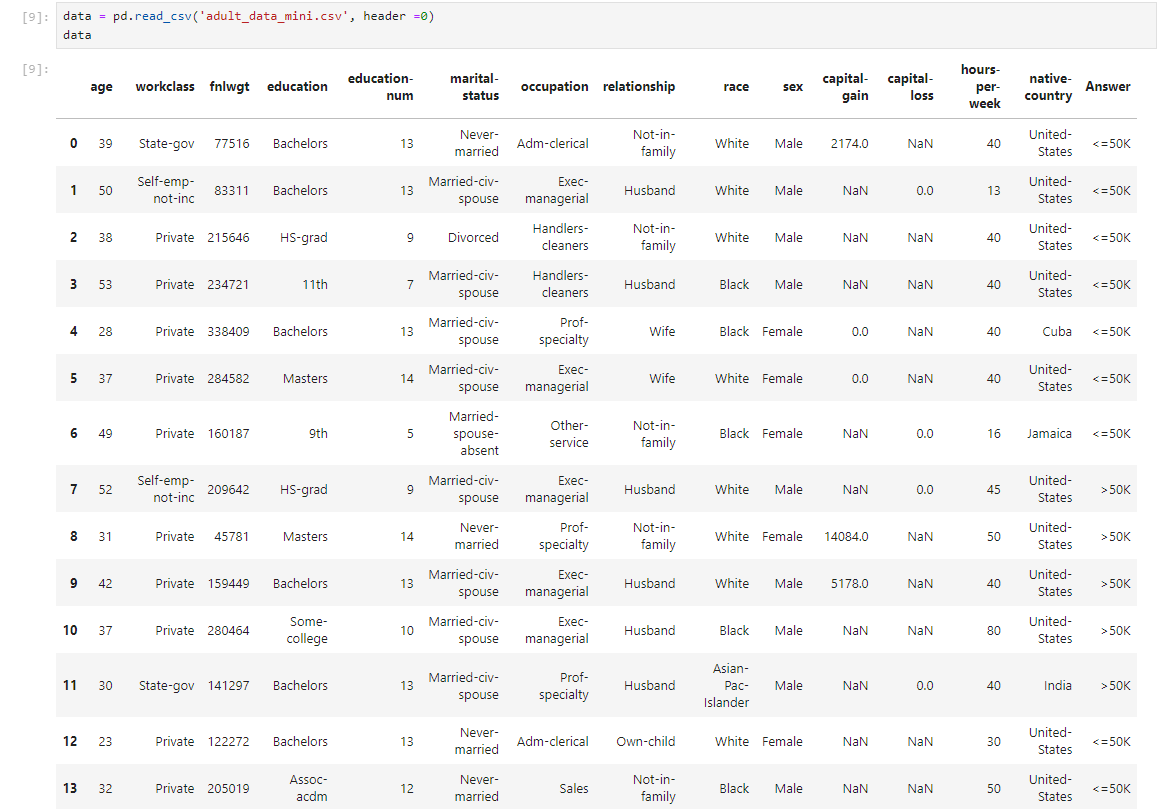 [9]: data = pd.read_csv('adult_data_mini.csv', header =0)
data
[9]:
age workclass fnlwgt education education-num marital-status occupation relationship race sex capital-gain capital-loss hours-per-week native-country Answer
0 39 State-gov 77516 Bachelors 13 Never-married Adm-clerical Not-in-family White Male 2174.0 NaN 40 United-States <=50K
1 50 Self-emp-not-inc 83311 Bachelors 13 Married-civ-spouse Exec-managerial Husband White Male NaN 0.0 13 United-States <=50K
2 38 Private 215646 HS-grad 9 Divorced Handlers-cleaners Not-in-family White Male NaN NaN 40 United-States <=50K
3 53 Private 234721 11th 7 Married-civ-spouse Handlers-cleaners Husband Black Male NaN NaN 40 United-States <=50K
4 28 Private 338409 Bachelors 13 Married-civ-spouse Prof-specialty Wife Black Female 0.0 NaN 40 Cuba <=50K
5 37 Private 284582 Masters 14 Married-civ-spouse Exec-managerial Wife White Female 0.0 NaN 40 United-States <=50K
6 49 Private 160187 9th 5 Married-spouse-absent Other-service Not-in-family Black Female NaN 0.0 16 Jamaica <=50K
7 52 Self-emp-not-inc 209642 HS-grad 9 Married-civ-spouse Exec-managerial Husband White Male NaN 0.0 45 United-States >50K
8 31 Private 45781 Masters 14 Never-married Prof-specialty Not-in-family White Female 14084.0 NaN 50 United-States >50K
9 42 Private 159449 Bachelors 13 Married-civ-spouse Exec-managerial Husband White Male 5178.0 NaN 40 United-States >50K
10 37 Private 280464 Some-college 10 Married-civ-spouse Exec-managerial Husband Black Male NaN NaN 80 United-States >50K
11 30 State-gov 141297 Bachelors 13 Married-civ-spouse Prof-specialty Husband Asian-Pac-Islander Male NaN 0.0 40 India >50K
12 23 Private 122272 Bachelors 13 Never-married Adm-clerical Own-child White Female NaN NaN 30 United-States <=50K
13 32 Private 205019 Assoc-acdm 12 Never-married Sales Not-in-family Black Male NaN NaN 50 United-States <=50K